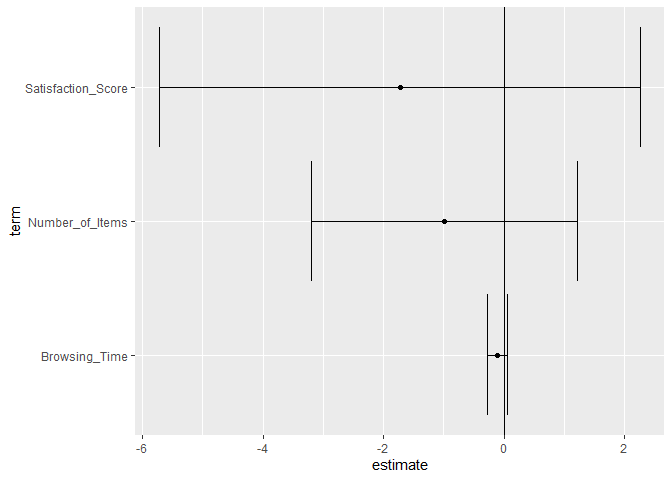 Satisfaction_Score
Number_of_Items
Browsing_Time
term
-6 -4 -2 0 2
estimate